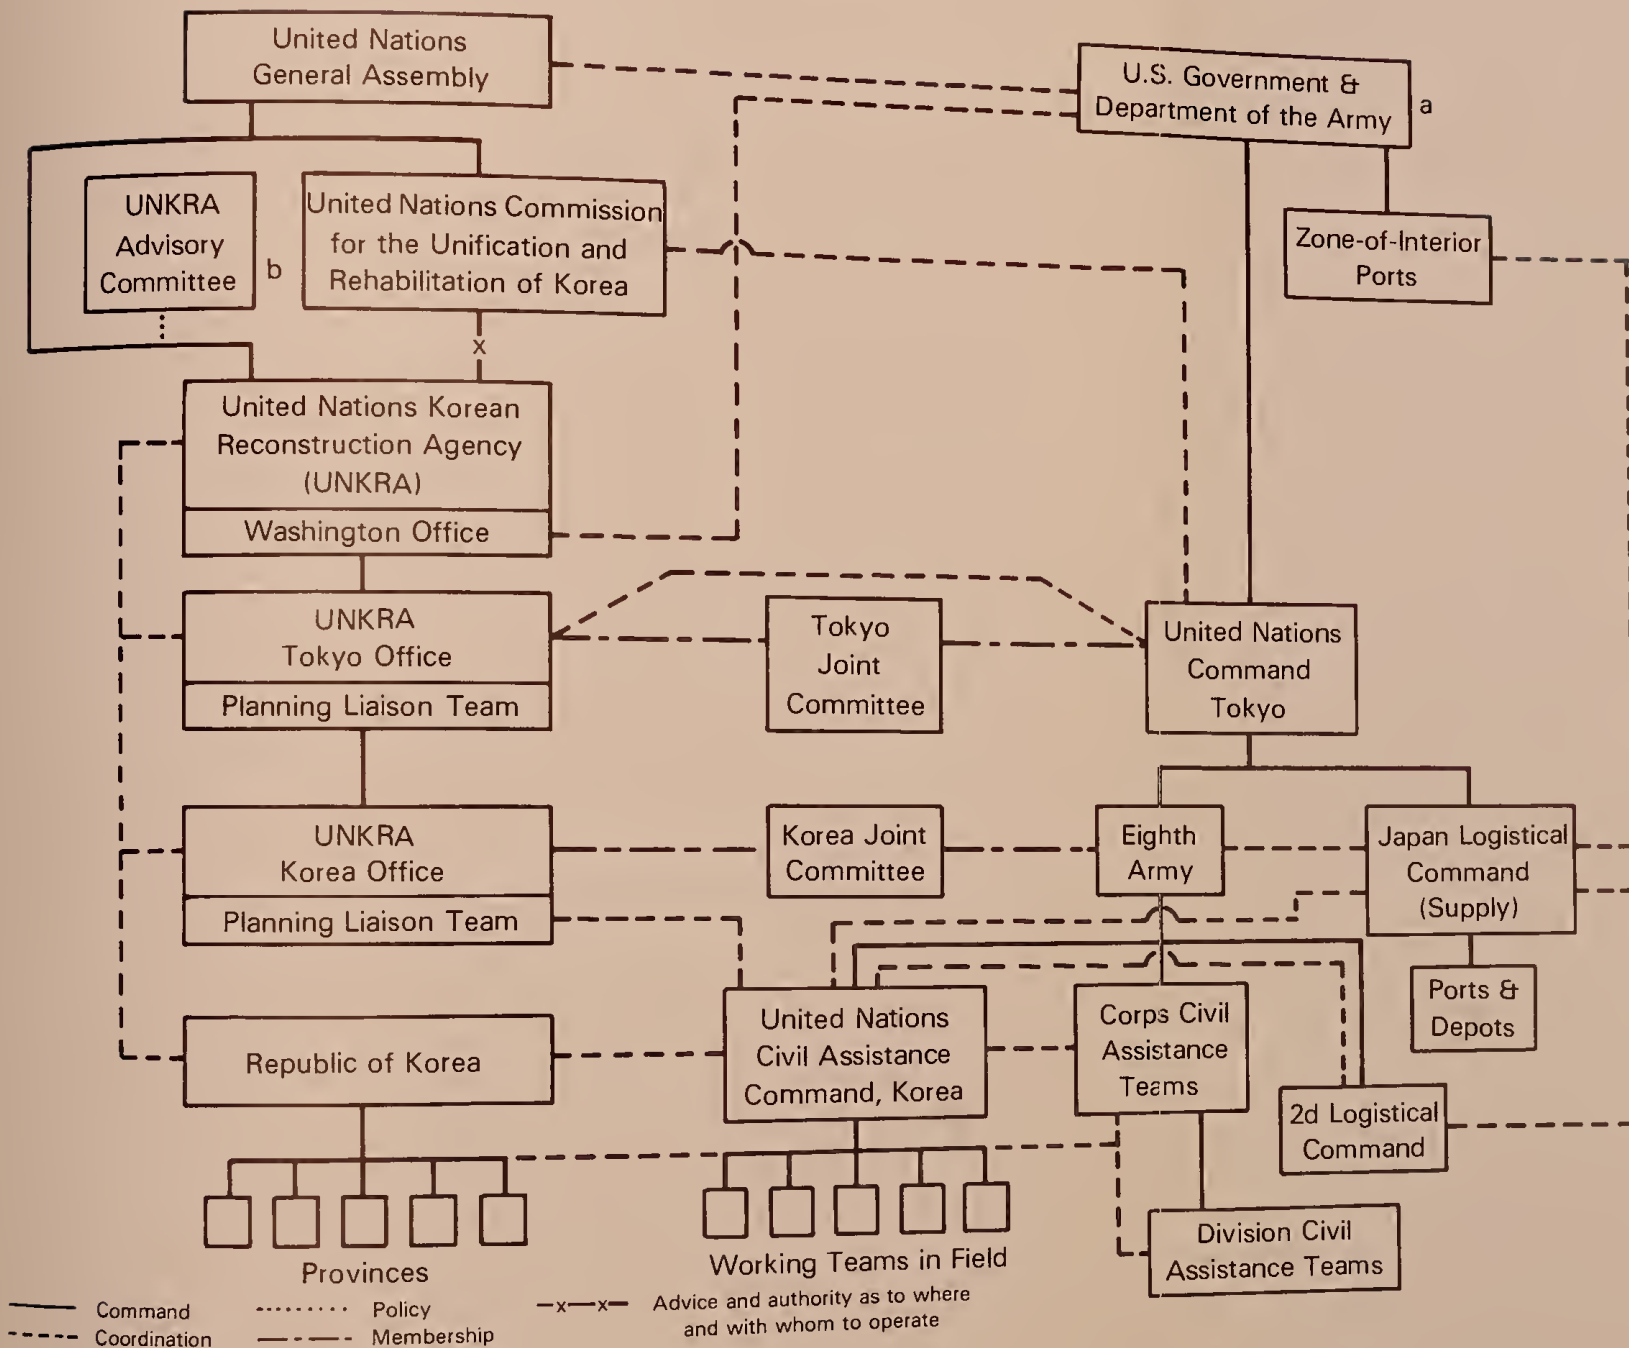 United Nations
General Assembly
U.S. Government &
Department of the Army
a
UNKRA
Advisory
Committee
b
United Nations Commission
for the Unification and
Rehabilitation of Korea
Zone-of-Interior
Ports
x
United Nations Korean
Reconstruction Agency
(UNKRA)
Washington Office
UNKRA
Tokyo Office
Planning Liaison Team
Tokyo
Joint
Committee
United Nations
Command
Tokyo
UNKRA
Korea Office
Planning Liaison Team
Korea Joint
Committee
Eighth
Army
Japan Logistical
Command
(Supply)
Ports &
Depots
Republic of Korea
United Nations
Civil Assistance
Command, Korea
Corps Civil
Assistance
Teams
2d Logistical
Command
Provinces
Working Teams in Field
Division Civil
Assistance Teams
Command
Coordination
Policy
Membership
x x
Advice and authority as to where
and with whom to operate